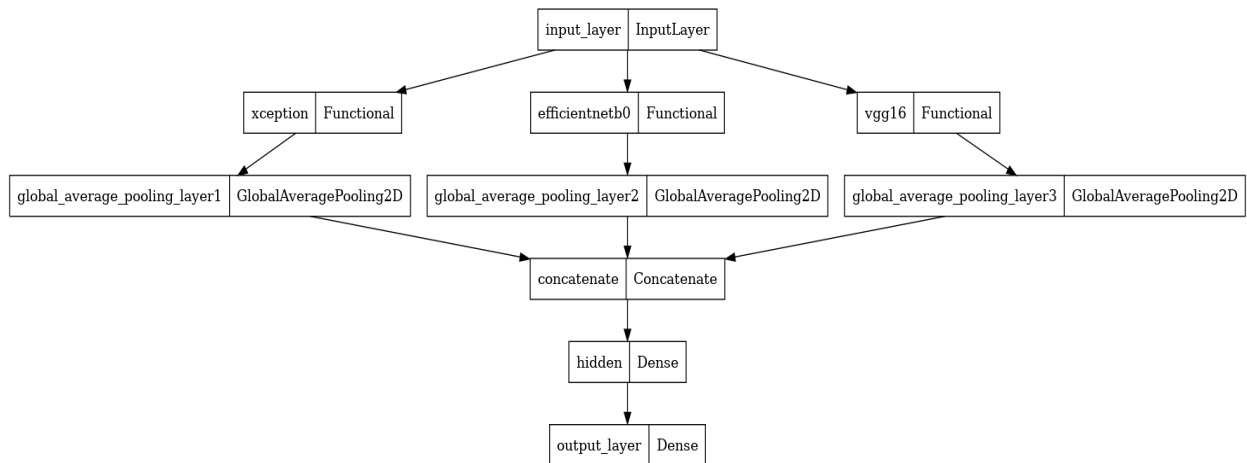 input_layer InputLayer
xception Functional
efficientnetb0 Functional
vgg16 Functional
global_average_pooling_layer1 GlobalAveragePooling2D
global_average_pooling_layer2 GlobalAveragePooling2D
global_average_pooling_layer3 GlobalAveragePooling2D
concatenate Concatenate
hidden Dense
output_layer Dense